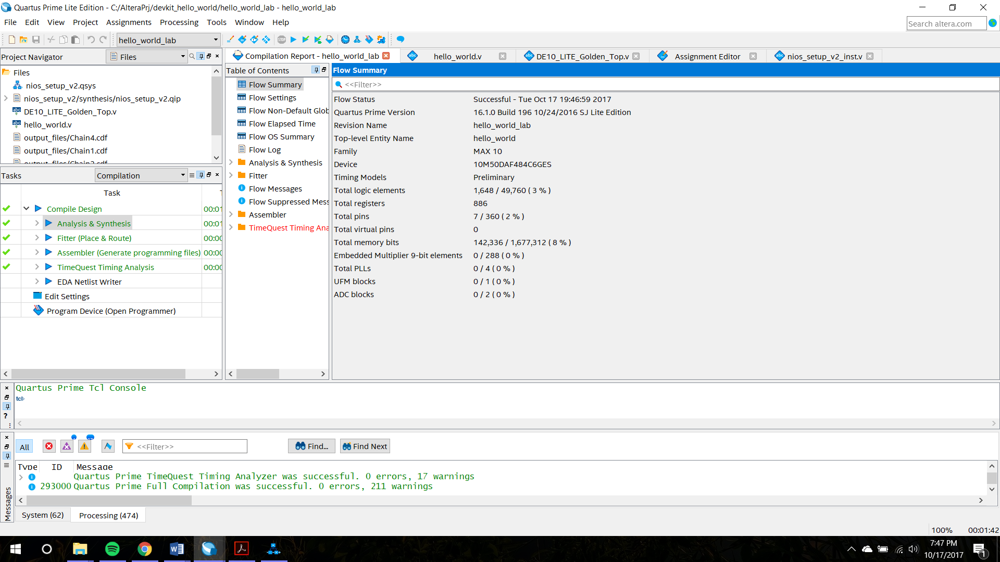 Quartus Prime Lite Edition - C:/AlteraPrj/devkit_hello_world/hello_world_lab - hello_world_lab
File Edit View Project Assignments Processing Tools Window Help
Search altera.com
hello_world_lab
STOP
Project Navigator Files
Files
nios_setup_v2.qsys
nios_setup_v2/synthesis/nios_setup_v2.qip
DE10_LITE_Golden_Top.v
hello_world.v
output_files/Chain4.cdf
output_files/Chain1.cdf
Tasks Compilation
Task
Compile Design 00:01
Analysis & Synthesis 00:01
Fitter (Place & Route) 00:00
Assembler (Generate programming files) 00:00
TimeQuest Timing Analysis 00:00
EDA Netlist Writer
Edit Settings
Program Device (Open Programmer)
Compilation Report - hello_world_lab hello_world.v DE10_LITE_Golden_Top.v Assignment Editor nios_setup_v2_inst.v
Table of Contents
Flow Summary
Flow Settings
Flow Non-Default Glob
Flow Elapsed Time
Flow OS Summary
Flow Log
Analysis & Synthesis
Fitter
Flow Messages
Flow Suppressed Mess
Assembler
TimeQuest Timing Ana
Flow Summary
<<Filter>>
Flow Status Successful - Tue Oct 17 19:46:59 2017
Quartus Prime Version 16.1.0 Build 196 10/24/2016 SJ Lite Edition
Revision Name hello_world_lab
Top-level Entity Name hello_world
Family MAX 10
Device 10M50DAF484C6GES
Timing Models Preliminary
Total logic elements 1,648 / 49,760 ( 3 % )
Total registers 886
Total pins 7 / 360 ( 2 % )
Total virtual pins 0
Total memory bits 142,336 / 1,677,312 ( 8 % )
Embedded Multiplier 9-bit elements 0 / 288 ( 0 % )
Total PLLs 0 / 4 ( 0 % )
UFM blocks 0 / 1 ( 0 % )
ADC blocks 0 / 2 ( 0 % )
Quartus Prime Tcl Console
tcl>
All <<Filter>> Find... Find Next
Type ID Message
Quartus Prime TimeQuest Timing Analyzer was successful. 0 errors, 17 warnings
293000 Quartus Prime Full Compilation was successful. 0 errors, 211 warnings
Messages
System (62) Processing (474)
100% 00:01:42
7:47 PM
10/17/2017
1